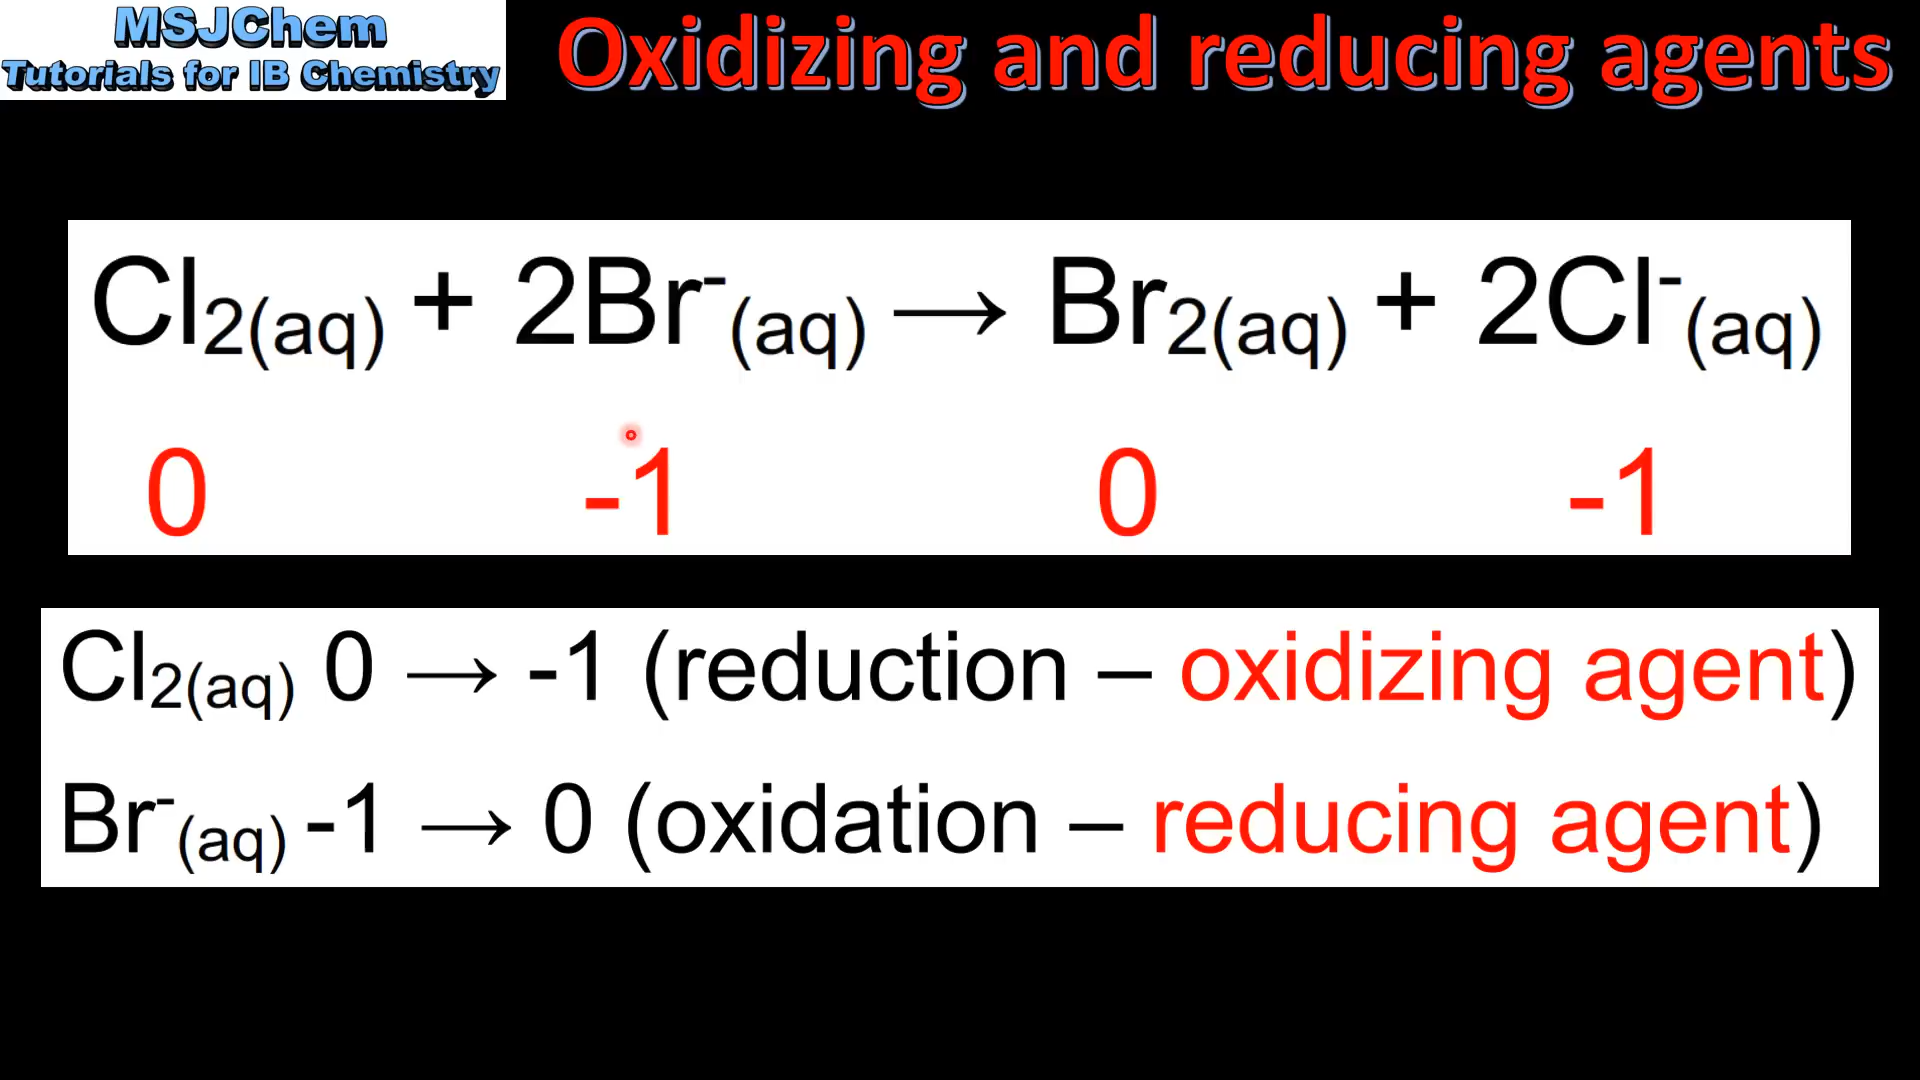 MSJChem
Tutorials for IB Chemistry
Oxidizing and reducing agents
Cl2(aq) + 2Br-(aq) → Br2(aq) + 2Cl-(aq)
0 -1 0 -1
Cl2(aq) 0 → -1 (reduction – oxidizing agent)
Br-(aq) -1 → 0 (oxidation – reducing agent)